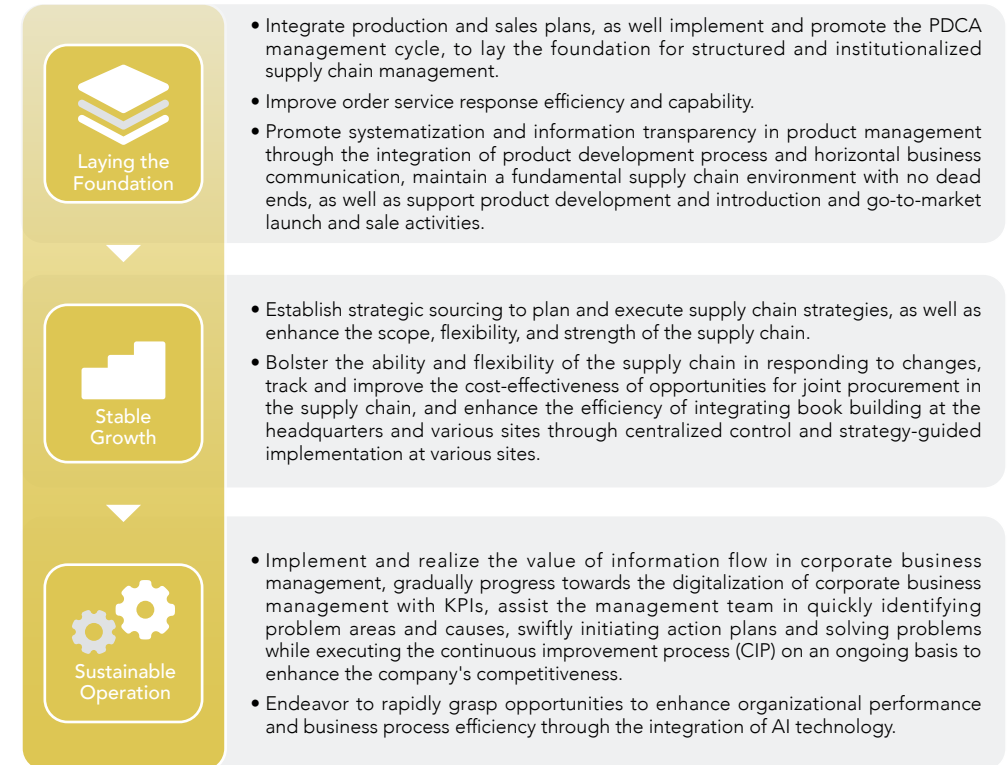 Laying the
Foundation
• Integrate production and sales plans, as well implement and promote the PDCA
management cycle, to lay the foundation for structured and institutionalized
supply chain management.
• Improve order service response efficiency and capability.
• Promote systematization and information transparency in product management
through the integration of product development process and horizontal business
communication, maintain a fundamental supply chain environment with no dead
ends, as well as support product development and introduction and go-to-market
launch and sale activities.
Stable
Growth
• Establish strategic sourcing to plan and execute supply chain strategies, as well as
enhance the scope, flexibility, and strength of the supply chain.
• Bolster the ability and flexibility of the supply chain in responding to changes,
track and improve the cost-effectiveness of opportunities for joint procurement in
the supply chain, and enhance the efficiency of integrating book building at the
headquarters and various sites through centralized control and strategy-guided
implementation at various sites.
Sustainable
Operation
• Implement and realize the value of information flow in corporate business
management, gradually progress towards the digitalization of corporate business
management with KPIs, assist the management team in quickly identifying
problem areas and causes, swiftly initiating action plans and solving problems
while executing the continuous improvement process (CIP) on an ongoing basis to
enhance the company's competitiveness.
• Endeavor to rapidly grasp opportunities to enhance organizational performance
and business process efficiency through the integration of AI technology.